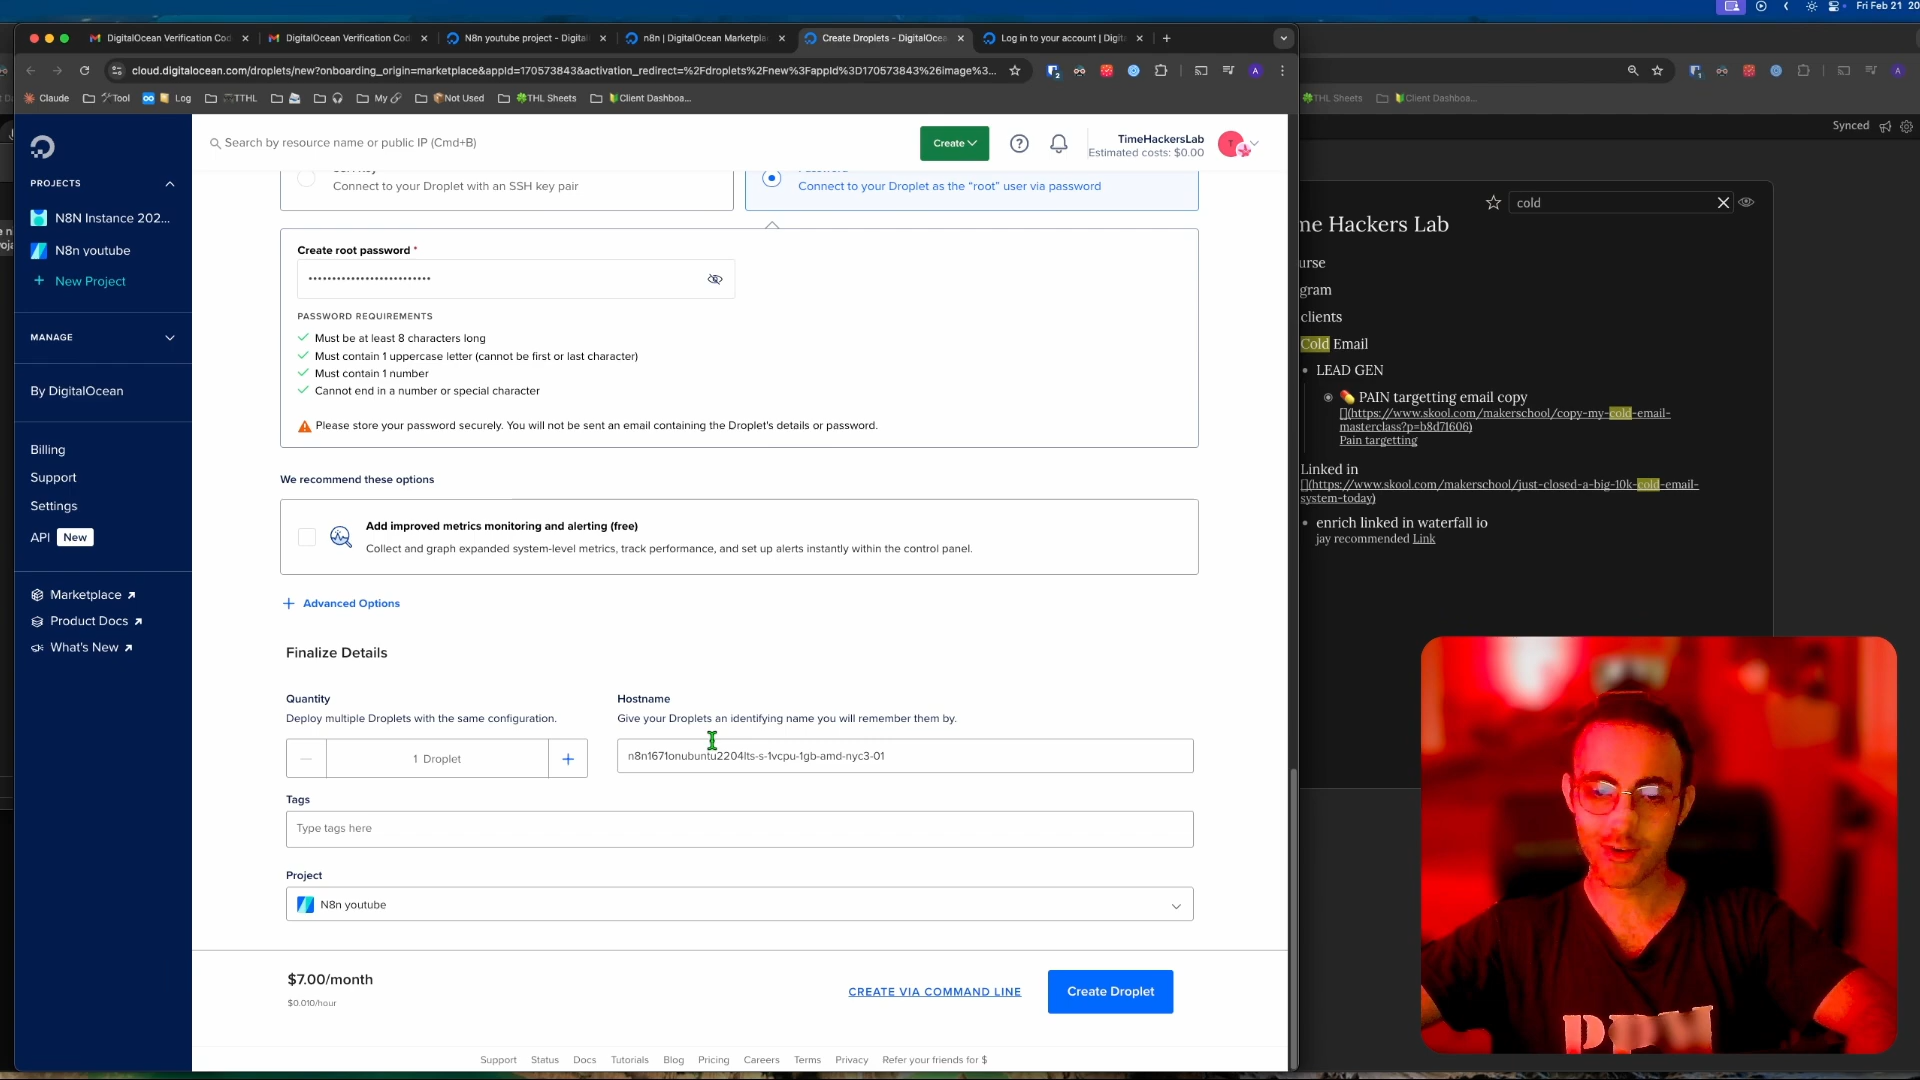 Fri Feb 21 20
DigitalOcean Verification Cod
DigitalOcean Verification Cod
N8n youtube project - Digital
n8n | DigitalOcean Marketpla
Create Droplets - DigitalOcea
Log in to your account | Digit
cloud.digitalocean.com/droplets/new?onboarding_origin=marketplace&appId=170573843&activation_redirect=%2Fdroplets%2Fnew%3FappId%3D170573843%26image%3...
Claude
Tool
Log
TTHL
My
Not Used
THL Sheets
Client Dashboa...
THL Sheets
Client Dashboa...
Synced
PROJECTS
N8N Instance 202...
N8n youtube
+ New Project
MANAGE
By DigitalOcean
Billing
Support
Settings
API New
Marketplace
Product Docs
What's New
Search by resource name or public IP (Cmd+B)
Create
TimeHackersLab
Estimated costs: $0.00
Connect to your Droplet with an SSH key pair
Connect to your Droplet as the "root" user via password
Create root password *
PASSWORD REQUIREMENTS
Must be at least 8 characters long
Must contain 1 uppercase letter (cannot be first or last character)
Must contain 1 number
Cannot end in a number or special character
Please store your password securely. You will not be sent an email containing the Droplet's details or password.
We recommend these options
Add improved metrics monitoring and alerting (free)
Collect and graph expanded system-level metrics, track performance, and set up alerts instantly within the control panel.
+ Advanced Options
Finalize Details
Quantity
Deploy multiple Droplets with the same configuration.
1 Droplet
Hostname
Give your Droplets an identifying name you will remember them by.
n8n1671onubuntu2204lts-s-1vcpu-1gb-amd-nyc3-01
Tags
Type tags here
Project
N8n youtube
$7.00/month
$0.010/hour
CREATE VIA COMMAND LINE
Create Droplet
Support Status Docs Tutorials Blog Pricing Careers Terms Privacy Refer your friends for $
cold
me Hackers Lab
urse
gram
clients
Cold Email
LEAD GEN
PAIN targetting email copy
[](https://www.skool.com/makerschool/copy-my-cold-email-
masterclass?p=b8d71606)
Pain targetting
Linked in
[](https://www.skool.com/makerschool/just-closed-a-big-10k-cold-email-
system-today)
enrich linked in waterfall io
jay recommended Link